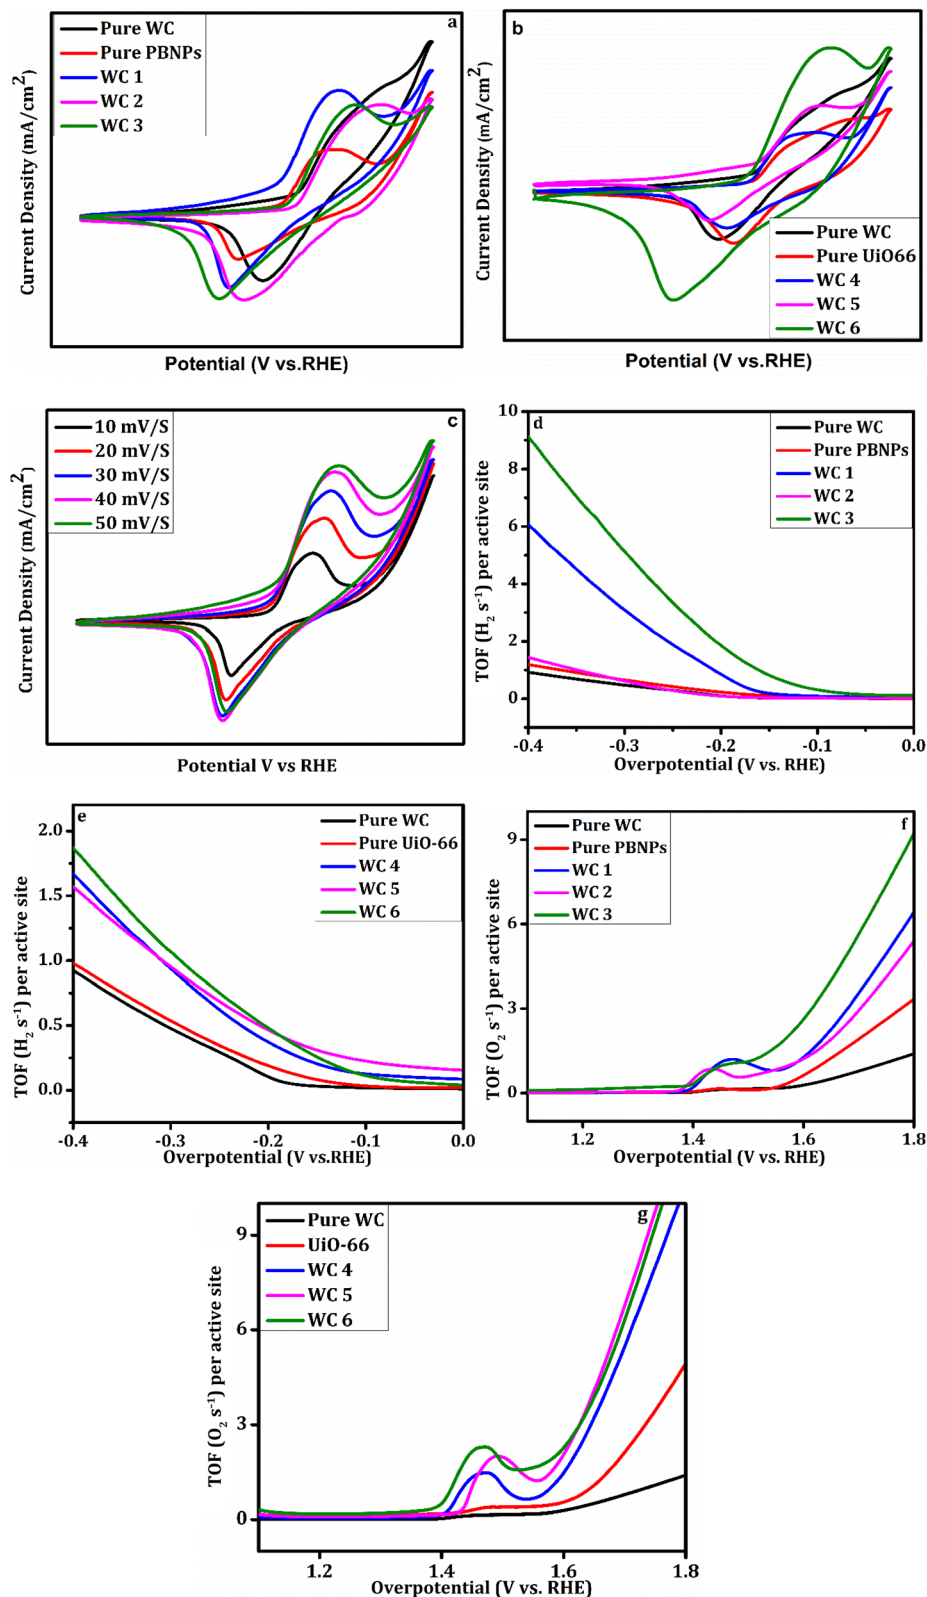 a
Pure WC
Pure PBNPs
WC 1
WC 2
WC 3
Current Density (mA/cm²)
Potential (V vs.RHE)
b
Pure WC
Pure UiO66
WC 4
WC 5
WC 6
Current Density (mA/cm²)
Potential (V vs.RHE)
c
10 mV/S
20 mV/S
30 mV/S
40 mV/S
50 mV/S
Current Density (mA/cm²)
Potential V vs RHE
d
Pure WC
Pure PBNPs
WC 1
WC 2
WC 3
TOF (H₂ s⁻¹) per active site
10
8
6
4
2
0
-0.4
-0.3
-0.2
-0.1
0.0
Overpotential (V vs. RHE)
e
Pure WC
Pure UiO-66
WC 4
WC 5
WC 6
TOF (H₂ s⁻¹) per active site
2.0
1.5
1.0
0.5
0.0
-0.4
-0.3
-0.2
-0.1
0.0
Overpotential (V vs.RHE)
f
Pure WC
Pure PBNPs
WC 1
WC 2
WC 3
TOF (O₂ s⁻¹) per active site
9
6
3
0
1.2
1.4
1.6
1.8
Overpotential (V vs. RHE)
g
Pure WC
UiO-66
WC 4
WC 5
WC 6
TOF (O₂ s⁻¹) per active site
9
6
3
0
1.2
1.4
1.6
1.8
Overpotential (V vs. RHE)